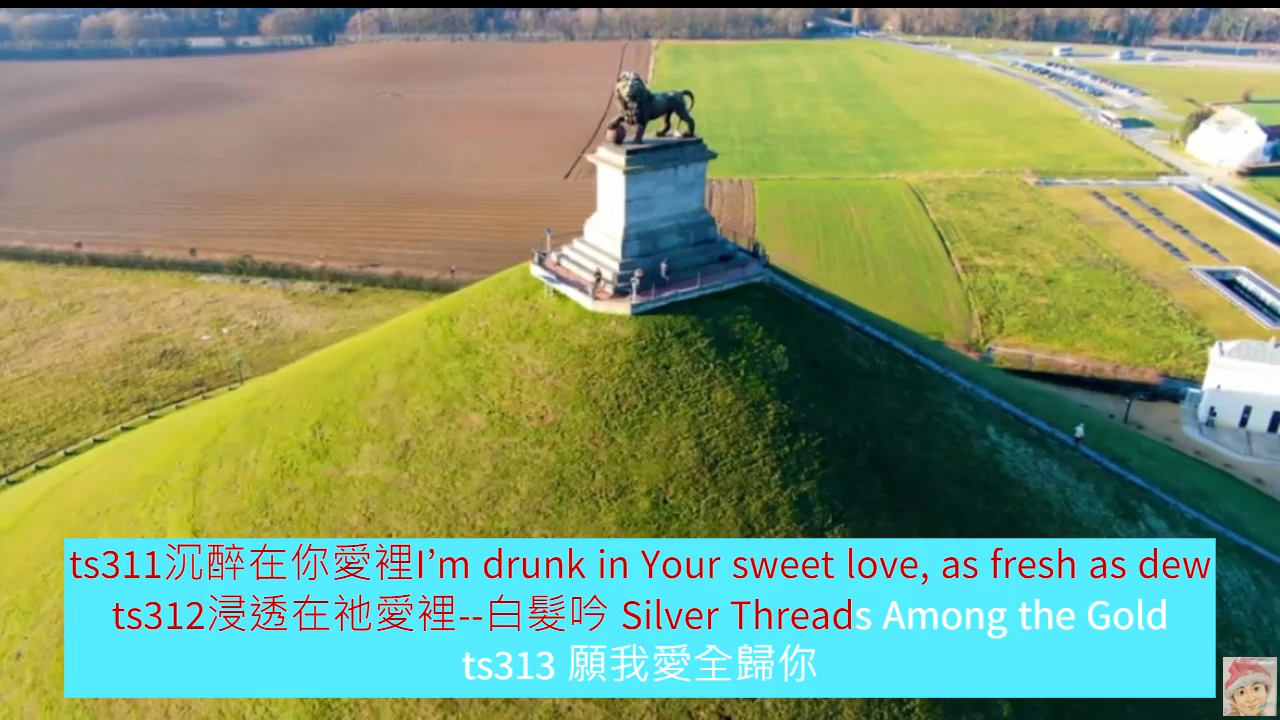 ts311沉醉在你愛裡I’m drunk in Your sweet love, as fresh as dew
ts312浸透在祂愛裡--白髮吟 Silver Threads Among the Gold
ts313 願我愛全歸你